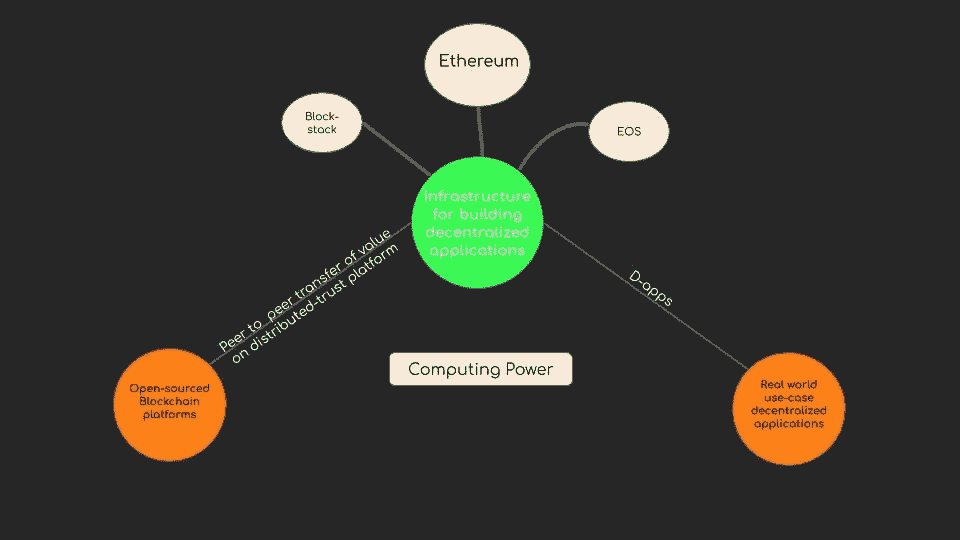 Ethereum
Block-
stack
EOS
Infrastructure
for building
decentralized
applications
Peer to peer transfer of value
on distributed-trust platform
D-apps
Computing Power
Open-sourced
Blockchain
platforms
Real world
use-case
decentralized
applications